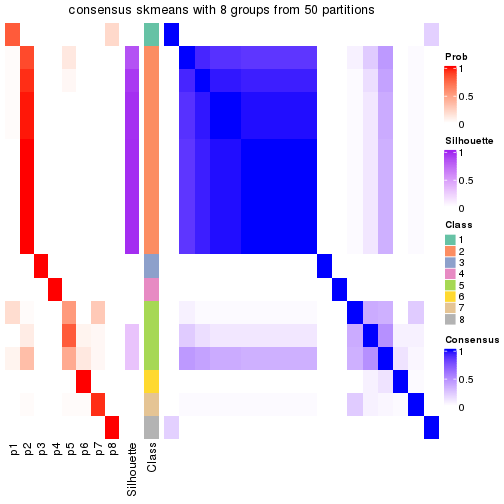 consensus skmeans with 8 groups from 50 partitions
Prob
1
0.5
0
Silhouette
1
0.5
0
Class
1
2
3
4
5
6
7
8
Consensus
1
0.5
0
p1
p2
p3
p4
p5
p6
p7
p8
Silhouette
Class